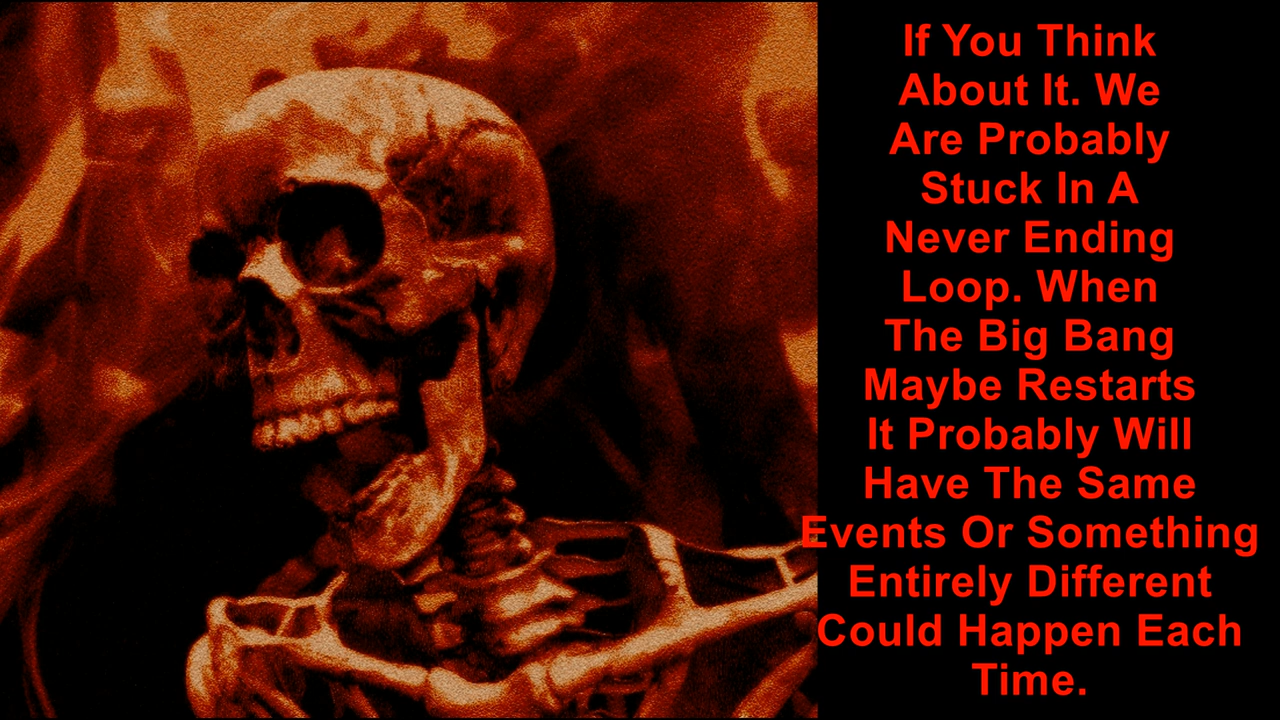 If You Think
About It. We
Are Probably
Stuck In A
Never Ending
Loop. When
The Big Bang
Maybe Restarts
It Probably Will
Have The Same
Events Or Something
Entirely Different
Could Happen Each
Time.